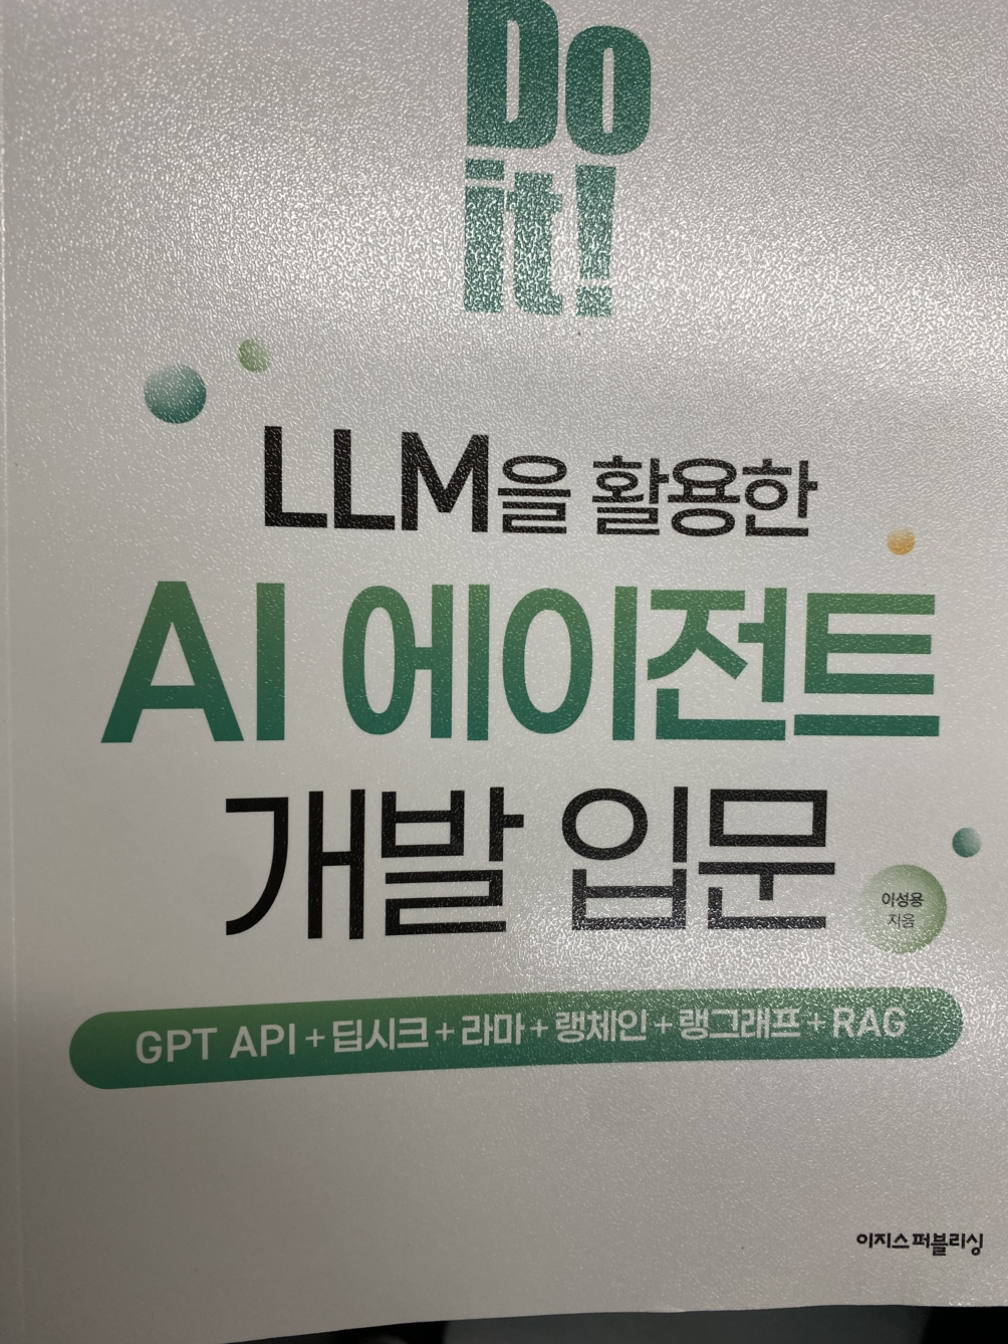 Do
it!
LLM을 활용한
AI 에이전트
개발 입문
이성용
지음
GPT API + 딥시크 + 라마 + 랭체인 + 랭그래프 + RAG
이지스퍼블리싱